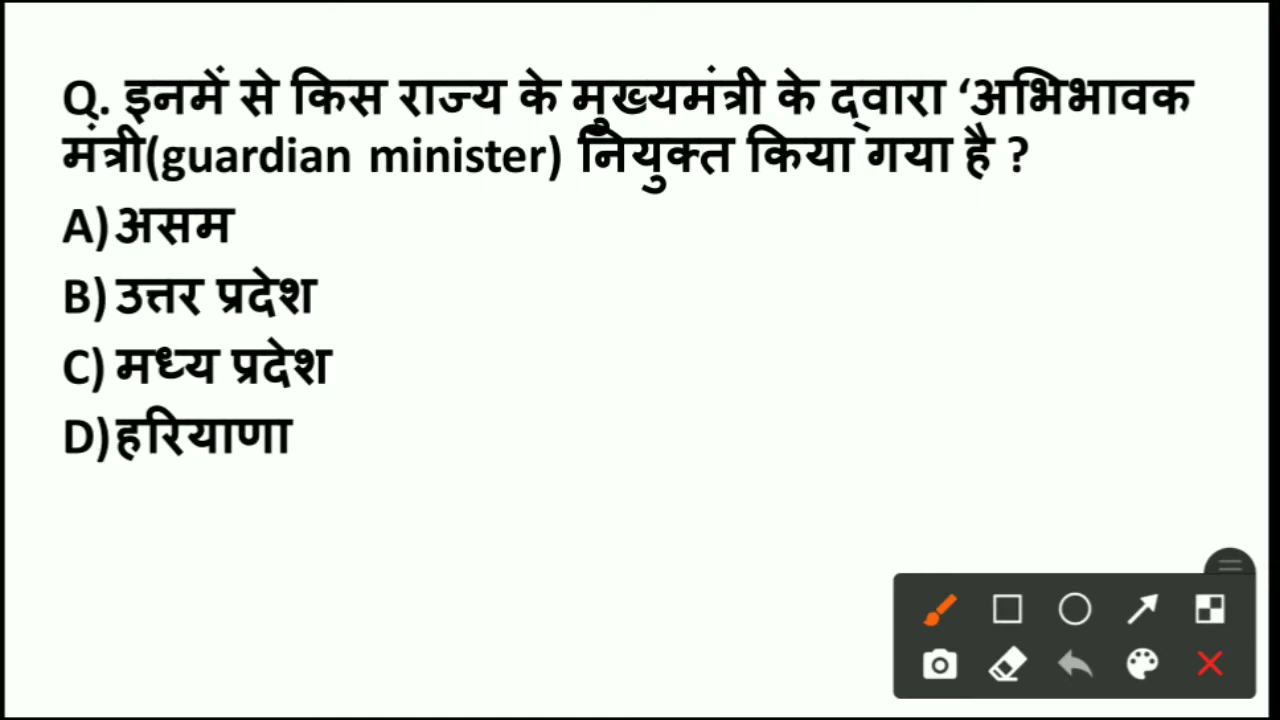 Q. इनमें से किस राज्य के मुख्यमंत्री के द्वारा ‘अभिभावक
मंत्री(guardian minister) नियुक्त किया गया है ?
A) असम
B) उत्तर प्रदेश
C) मध्य प्रदेश
D) हरियाणा